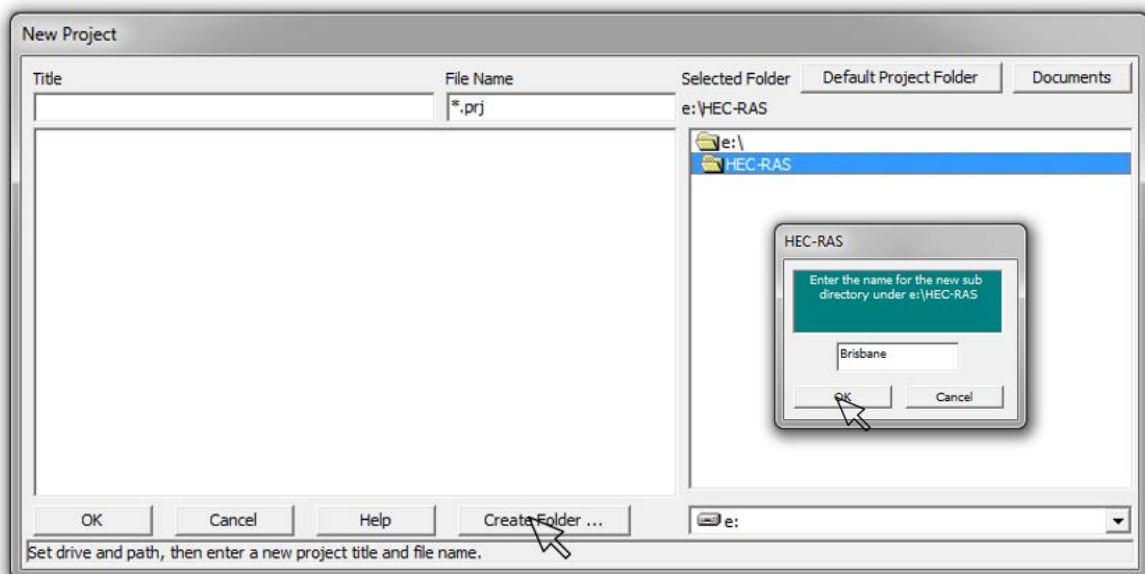 New Project
Title
File Name
Selected Folder
Default Project Folder
Documents
*.prj
e:\HEC-RAS
e:\
HEC-RAS
HEC-RAS
Enter the name for the new sub
directory under e:\HEC-RAS
Brisbane
OK
Cancel
OK
Cancel
Help
Create Folder ...
e:
Set drive and path, then enter a new project title and file name.